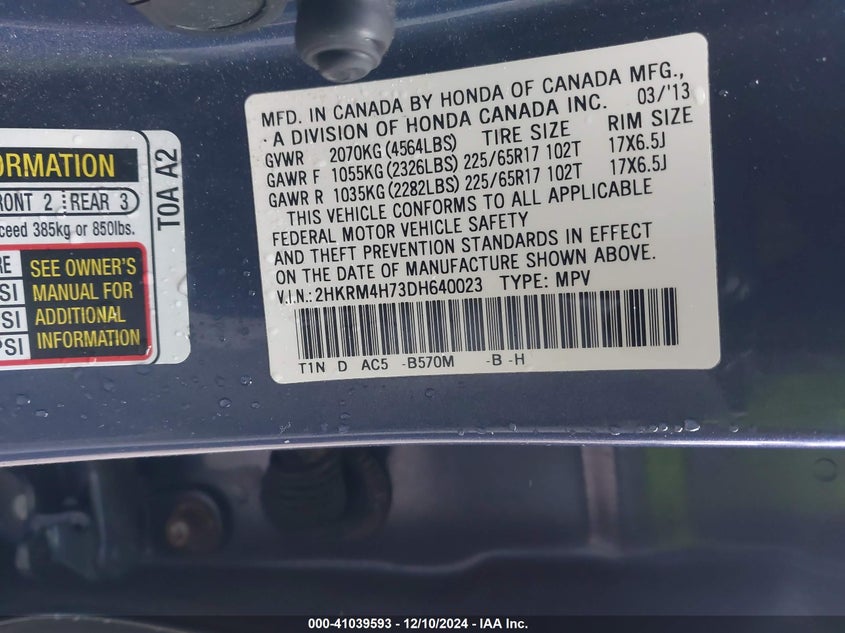 MFD. IN CANADA BY HONDA OF CANADA MFG.,
A DIVISION OF HONDA CANADA INC. 03/'13
GVWR 2070KG (4564LBS) TIRE SIZE RIM SIZE
GAWR F 1055KG (2326LBS) 225/65R17 102T 17X6.5J
GAWR R 1035KG (2282LBS) 225/65R17 102T 17X6.5J
THIS VEHICLE CONFORMS TO ALL APPLICABLE
FEDERAL MOTOR VEHICLE SAFETY
AND THEFT PREVENTION STANDARDS IN EFFECT
ON THE DATE OF MANUFACTURE SHOWN ABOVE.
V.I.N.: 2HKRM4H73DH640023 TYPE: MPV
T1N D AC5 -B570M -B -H
ORMATION
RONT 2 REAR 3
ceed 385kg or 850lbs.
RE
SI
SI
PSI
SEE OWNER'S
MANUAL FOR
ADDITIONAL
INFORMATION
T0A A2
000-41039593 - 12/10/2024 - IAA Inc.